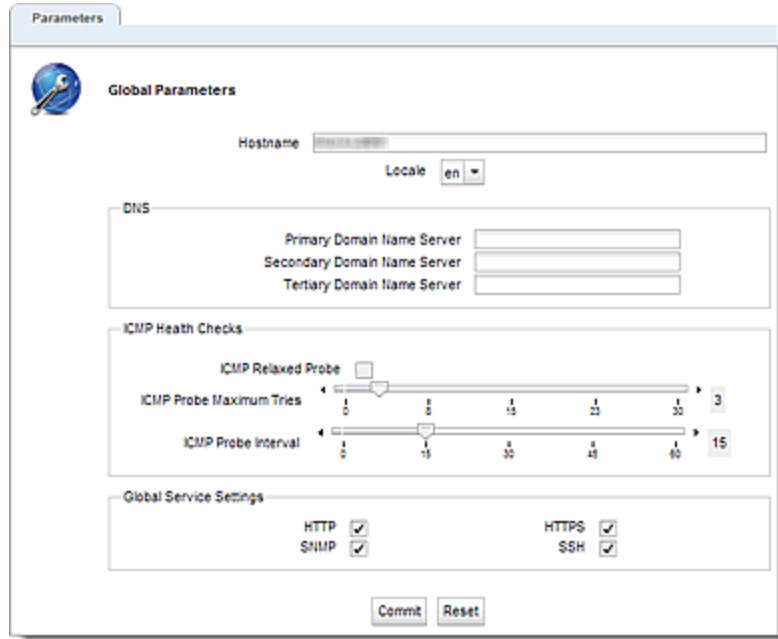 Parameters
Global Parameters
Hostname
Locale en
DNS
Primary Domain Name Server
Secondary Domain Name Server
Tertiary Domain Name Server
ICMP Health Checks
ICMP Relaxed Probe
ICMP Probe Maximum Tries 3
0 8 15 23 30
ICMP Probe Interval 15
0 15 30 45 60
Global Service Settings
HTTP HTTPS
SNMP SSH
Commit Reset